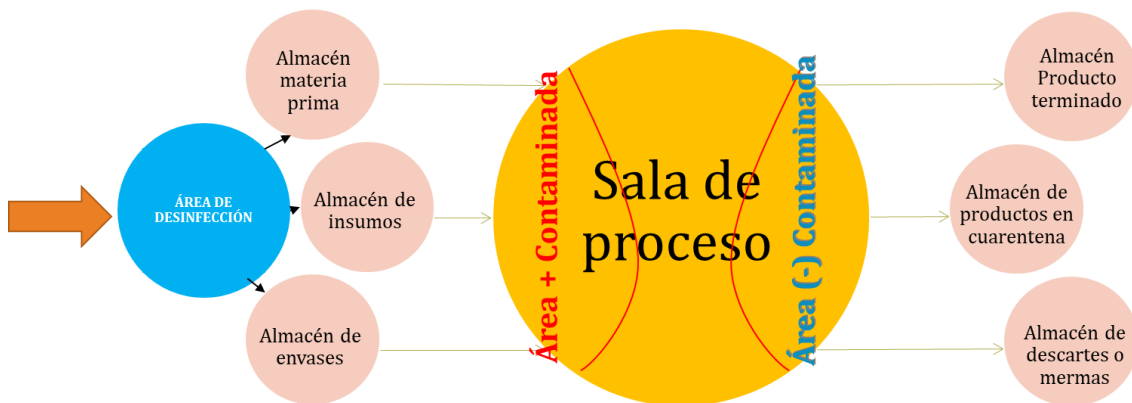 ÁREA DE
DESINFECCIÓN
Almacén
materia
prima
Almacén de
insumos
Almacén de
envases
Área + Contaminada
Sala de
proceso
Área (-) Contaminada
Almacén
Producto
terminado
Almacén de
productos en
cuarentena
Almacén de
descartes o
mermas